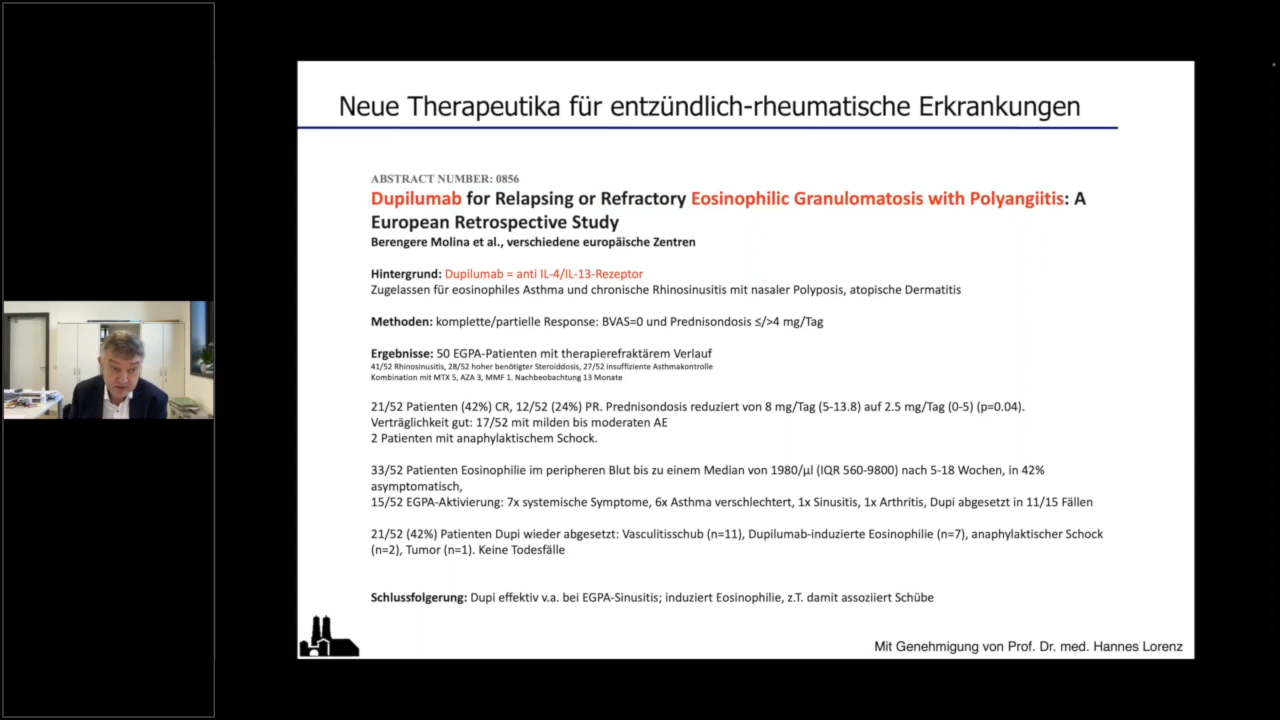 Neue Therapeutika für entzündlich-rheumatische Erkrankungen
ABSTRACT NUMBER: 0856
Dupilumab for Relapsing or Refractory Eosinophilic Granulomatosis with Polyangiitis: A
European Retrospective Study
Berengere Molina et al., verschiedene europäische Zentren
Hintergrund: Dupilumab = anti IL-4/IL-13-Rezeptor
Zugelassen für eosinophiles Asthma und chronische Rhinosinusitis mit nasaler Polyposis, atopische Dermatitis
Methoden: komplette/partielle Response: BVAS=0 und Prednisondosis ≤/>4 mg/Tag
Ergebnisse: 50 EGPA-Patienten mit therapierefraktärem Verlauf
41/52 Rhinosinusitis, 28/52 hoher benötigter Steroiddosis, 27/52 insuffiziente Asthmakontrolle
Kombination mit MTX 5, AZA 3, MMF 1. Nachbeobachtung 13 Monate
21/52 Patienten (42%) CR, 12/52 (24%) PR. Prednisondosis reduziert von 8 mg/Tag (5-13.8) auf 2.5 mg/Tag (0-5) (p=0.04).
Verträglichkeit gut: 17/52 mit milden bis moderaten AE
2 Patienten mit anaphylaktischem Schock.
33/52 Patienten Eosinophilie im peripheren Blut bis zu einem Median von 1980/µl (IQR 560-9800) nach 5-18 Wochen, in 42%
asymptomatisch,
15/52 EGPA-Aktivierung: 7x systemische Symptome, 6x Asthma verschlechtert, 1x Sinusitis, 1x Arthritis, Dupi abgesetzt in 11/15 Fällen
21/52 (42%) Patienten Dupi wieder abgesetzt: Vasculitisschub (n=11), Dupilumab-induzierte Eosinophilie (n=7), anaphylaktischer Schock
(n=2), Tumor (n=1). Keine Todesfälle
Schlussfolgerung: Dupi effektiv v.a. bei EGPA-Sinusitis; induziert Eosinophilie, z.T. damit assoziiert Schübe
Mit Genehmigung von Prof. Dr. med. Hannes Lorenz